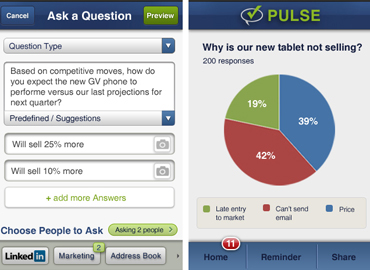 Cancel
Ask a Question
Preview
Question Type
Based on competitive moves, how do
you expect the new GV phone to
performe versus our last projections for
next quarter?
Predefined / Suggestions
Will sell 25% more
Will sell 10% more
+ add more Answers
Choose People to Ask
Asking 2 people
Linked in
Marketing
2
Address Book
PULSE
Why is our new tablet not selling?
200 responses
19%
39%
42%
Late entry
to market
Can't send
email
Price
Home
11
Reminder
Share